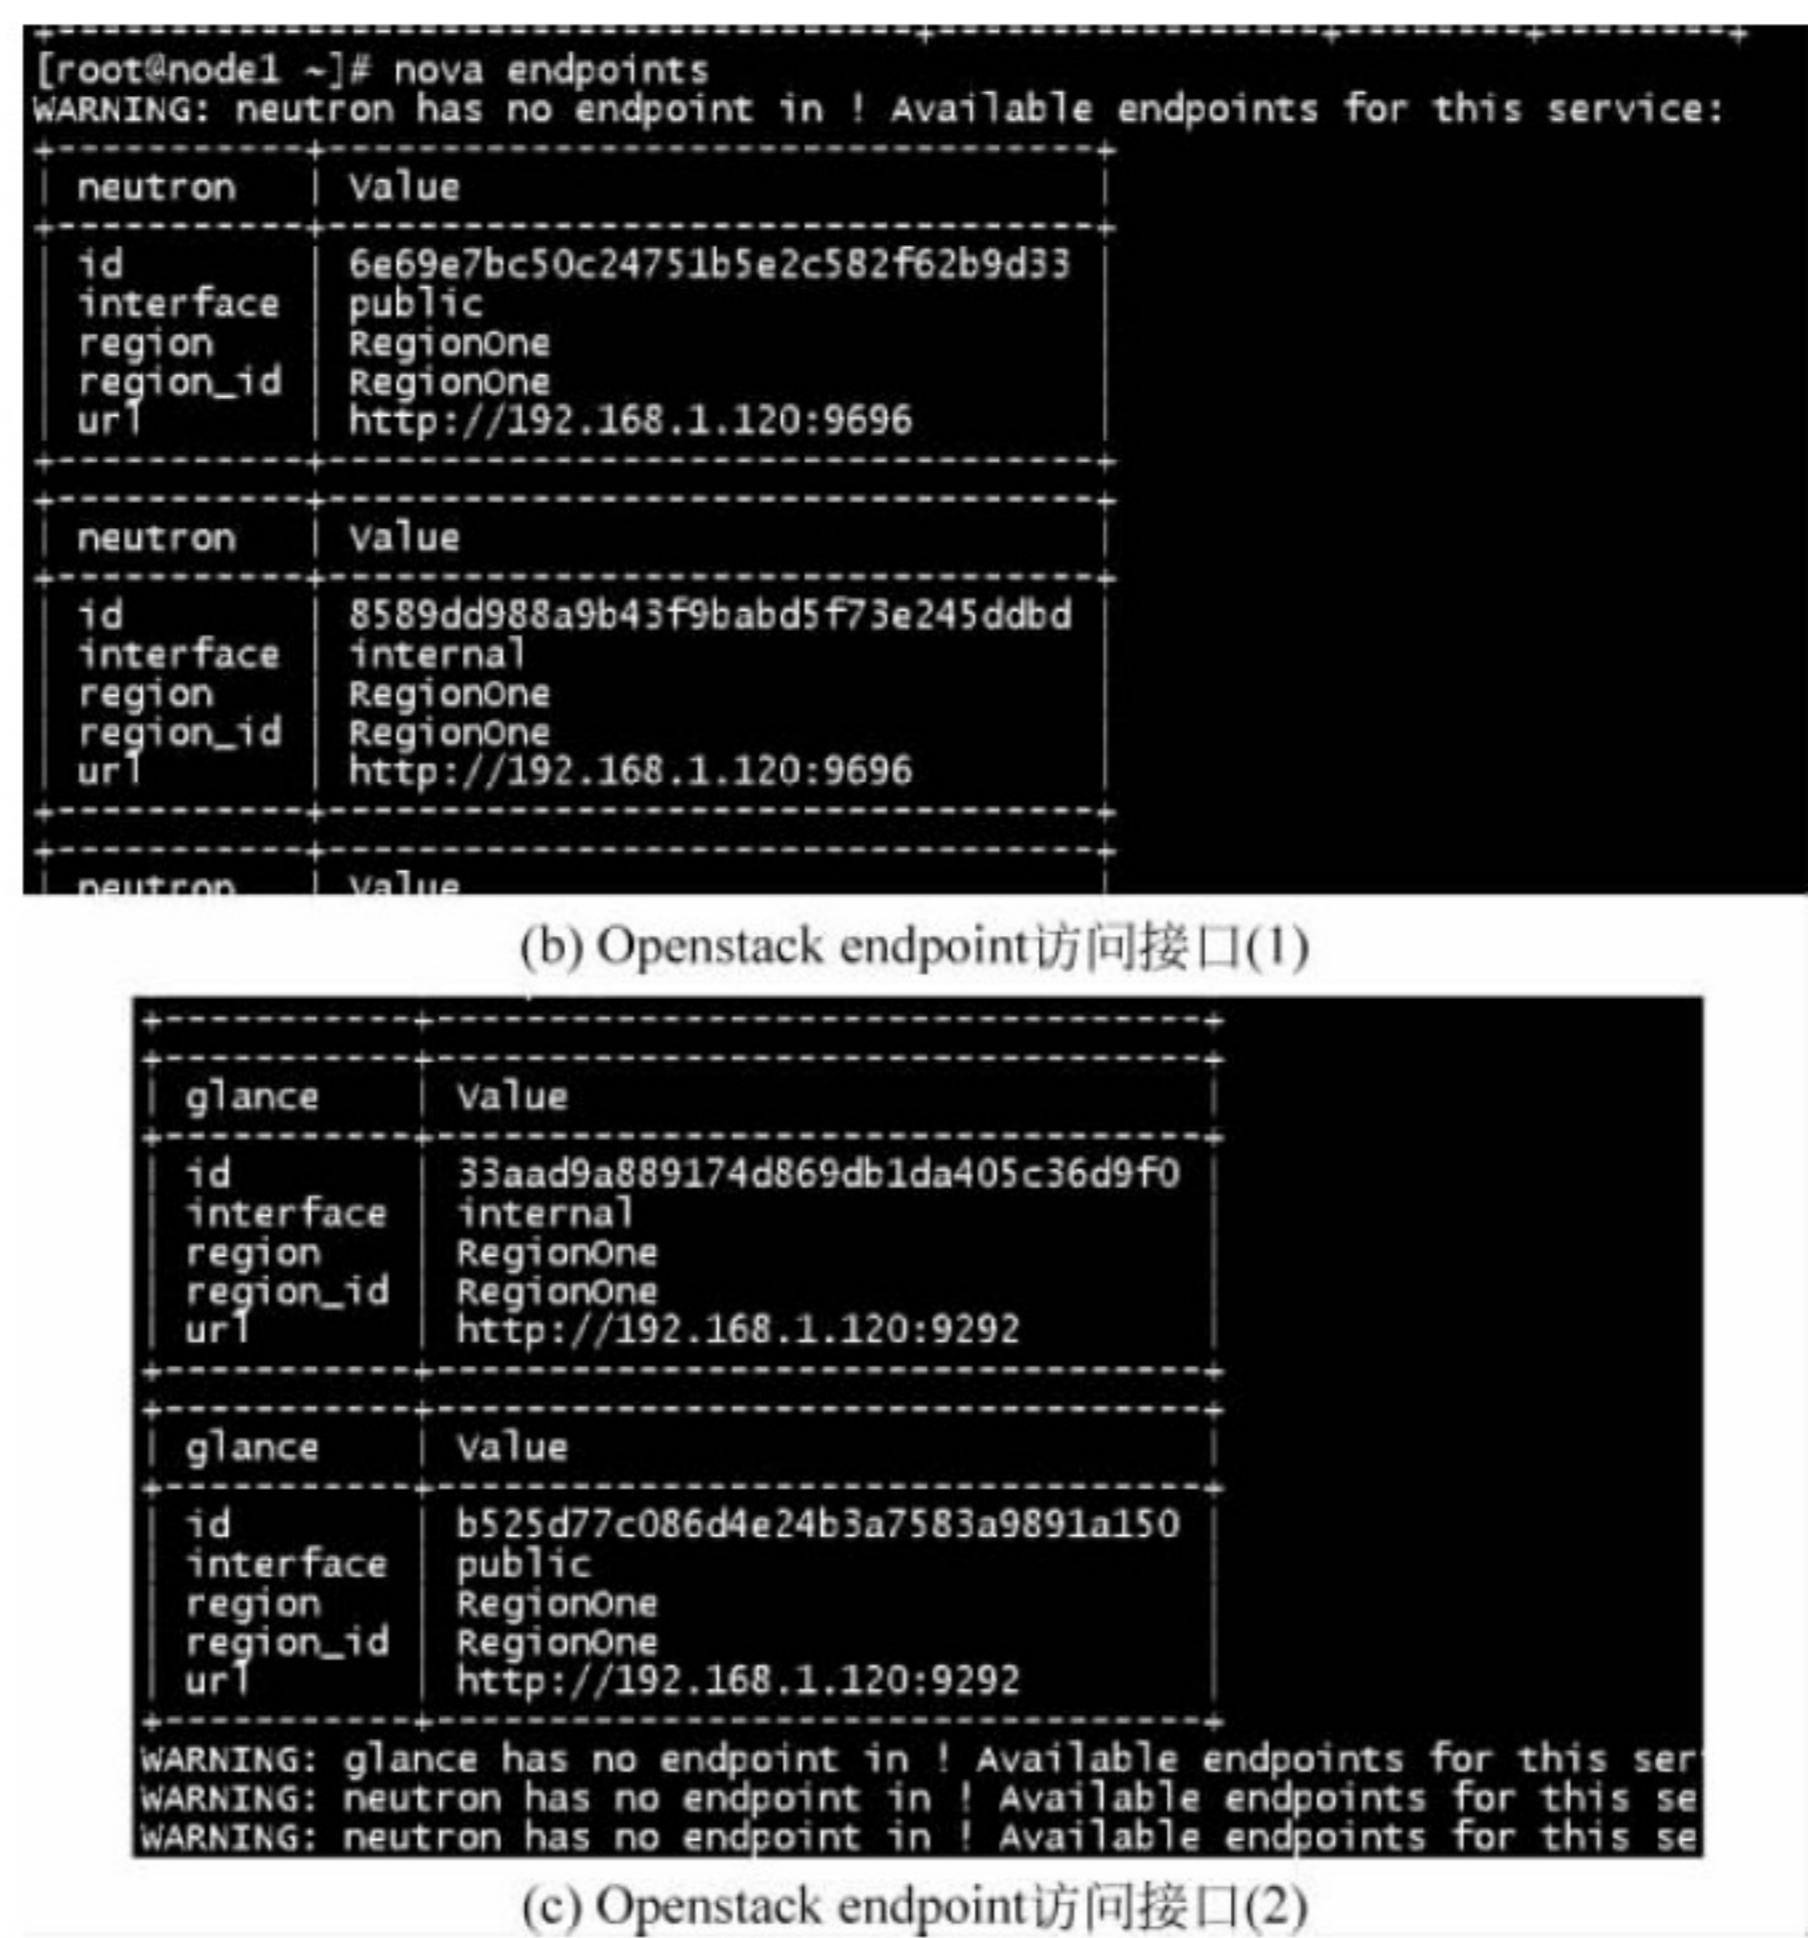 [root@node1 ~]# nova endpoints
WARNING: neutron has no endpoint in ! Available endpoints for this service:
neutron | Value
id | 6e69e7bc50c24751b5e2c582f62b9d33
interface | public
region | RegionOne
region_id | RegionOne
url | http://192.168.1.120:9696
neutron | Value
id | 8589dd988a9b43f9babd5f73e245ddbd
interface | internal
region | RegionOne
region_id | RegionOne
url | http://192.168.1.120:9696
neutron | Value
(b) Openstack endpoint访问接口(1)
glance | Value
id | 33aad9a889174d869db1da405c36d9f0
interface | internal
region | RegionOne
region_id | RegionOne
url | http://192.168.1.120:9292
glance | Value
id | b525d77c086d4e24b3a7583a9891a150
interface | public
region | RegionOne
region_id | RegionOne
url | http://192.168.1.120:9292
WARNING: glance has no endpoint in ! Available endpoints for this ser
WARNING: neutron has no endpoint in ! Available endpoints for this se
WARNING: neutron has no endpoint in ! Available endpoints for this se
(c) Openstack endpoint访问接口(2)